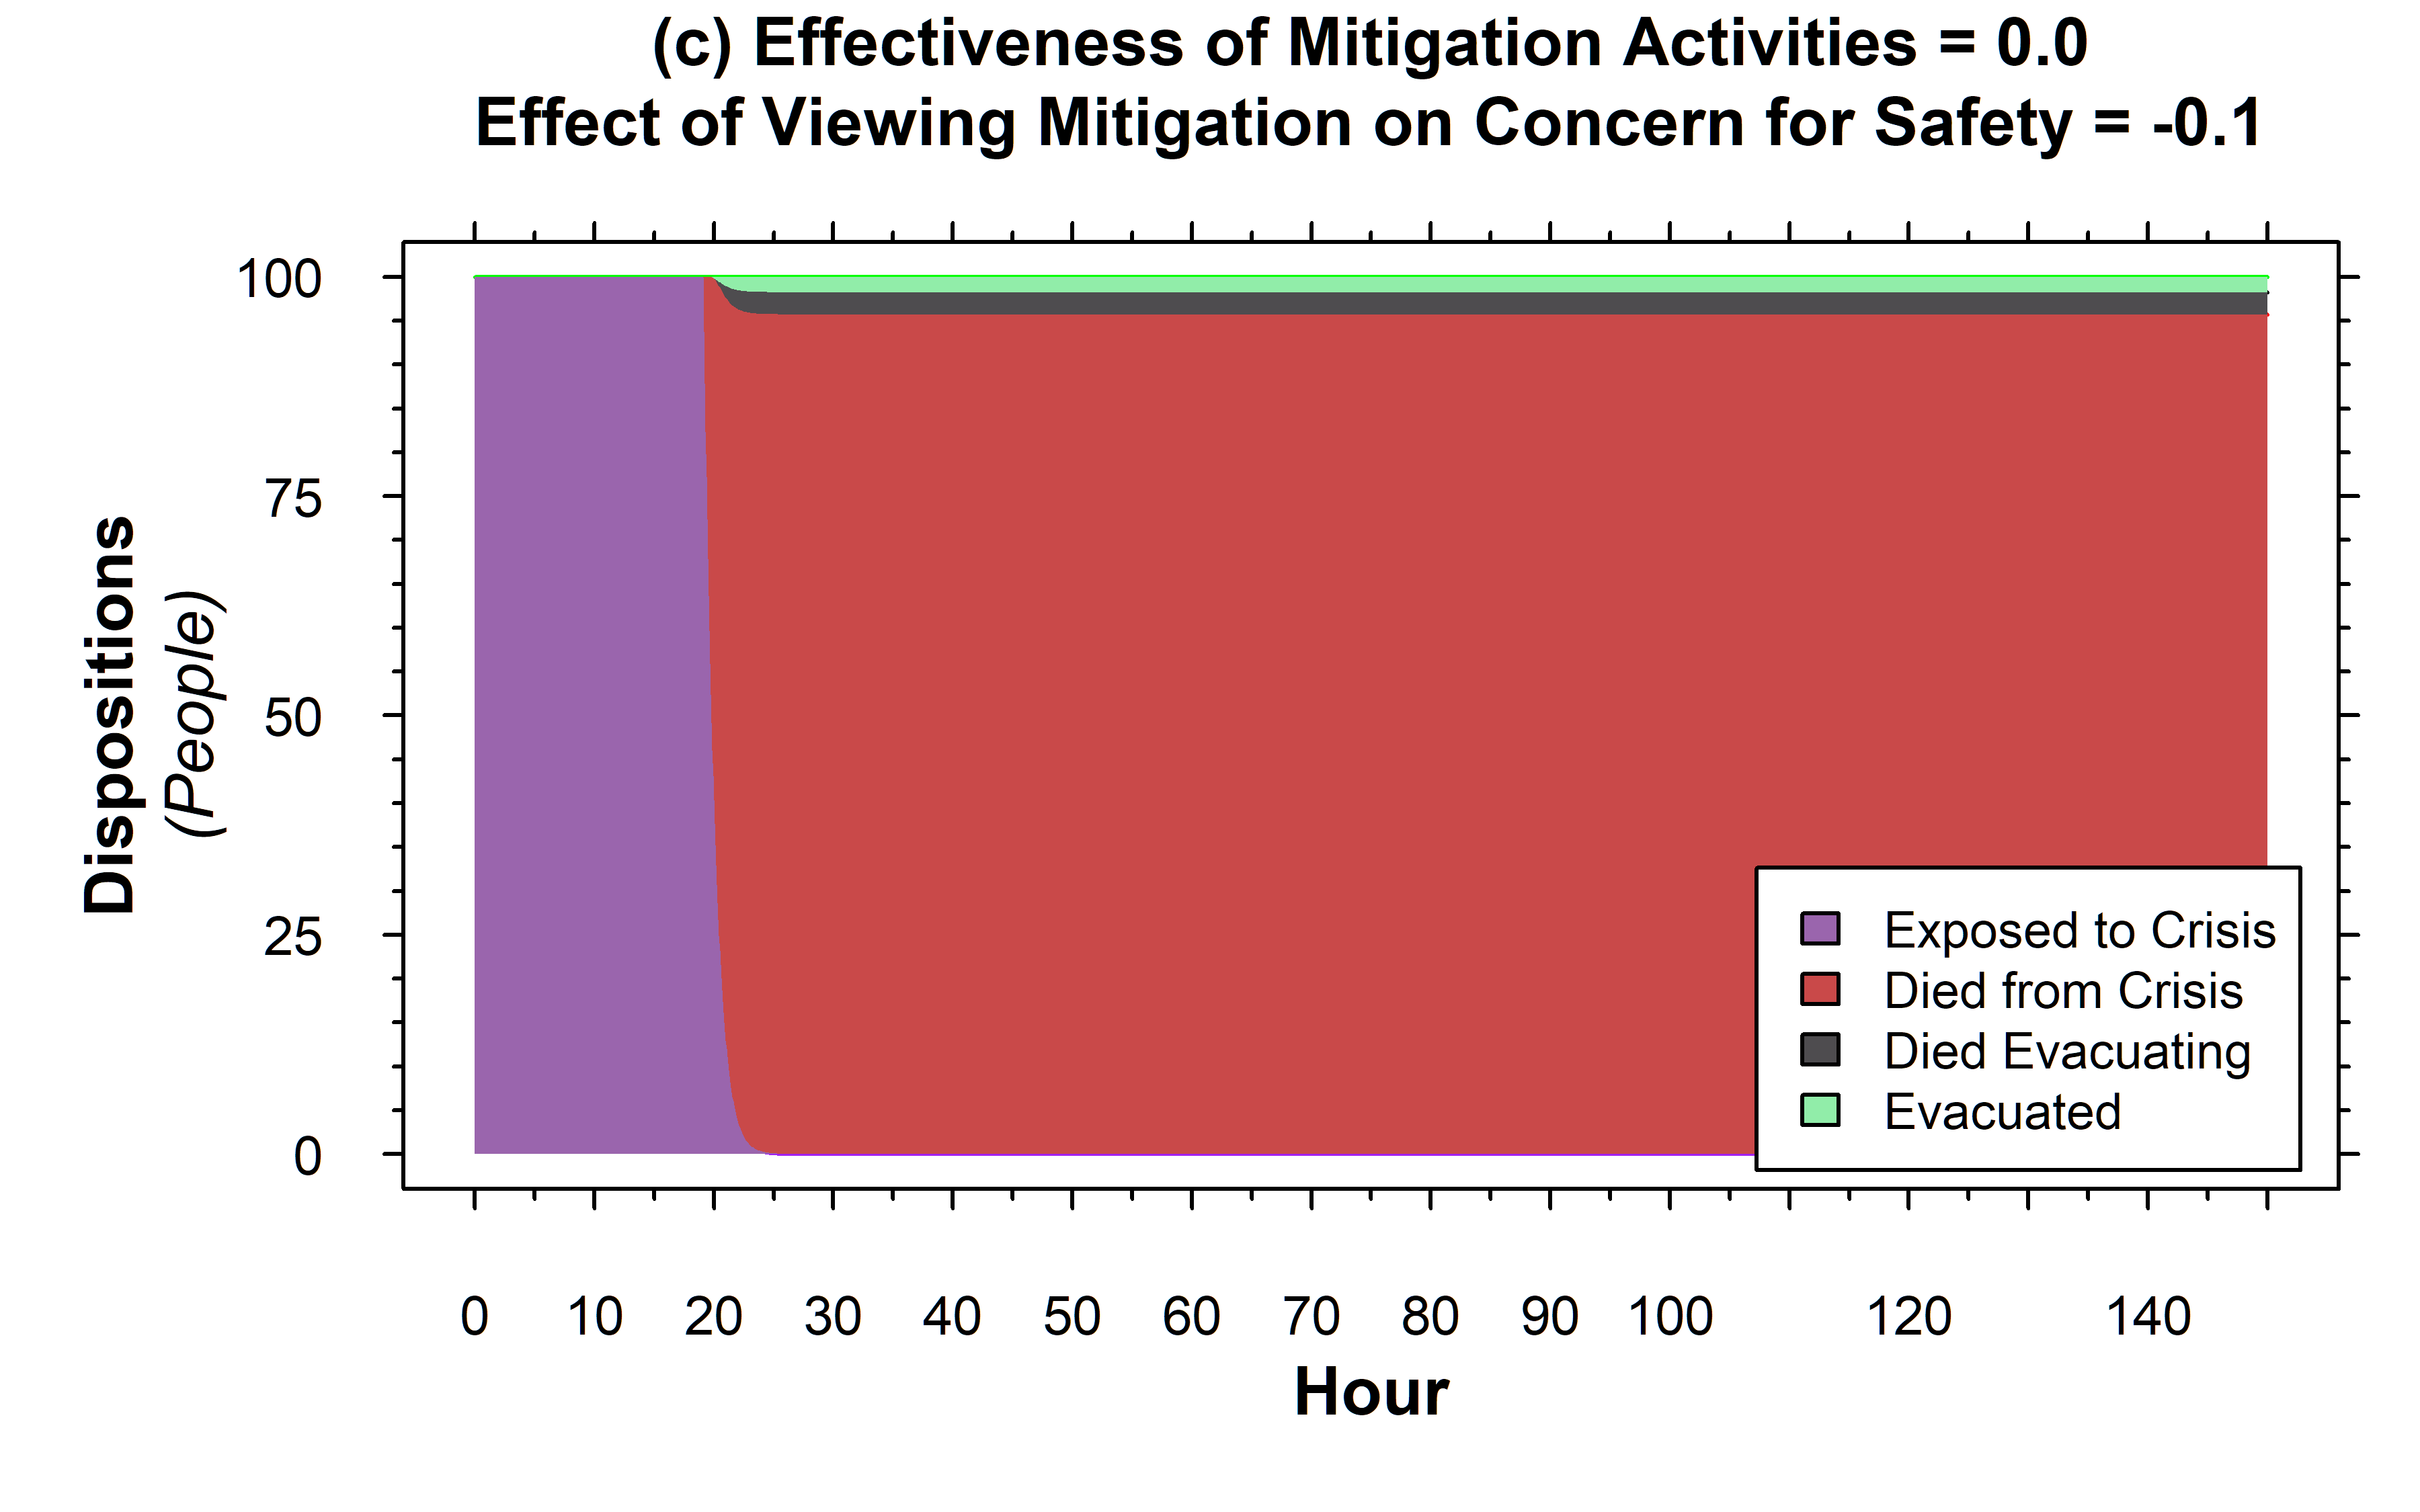 (c) Effectiveness of Mitigation Activities = 0.0
Effect of Viewing Mitigation on Concern for Safety = -0.1
Dispositions
(People)
100
75
50
25
0
Exposed to Crisis
Died from Crisis
Died Evacuating
Evacuated
0 10 20 30 40 50 60 70 80 90 100 120 140
Hour